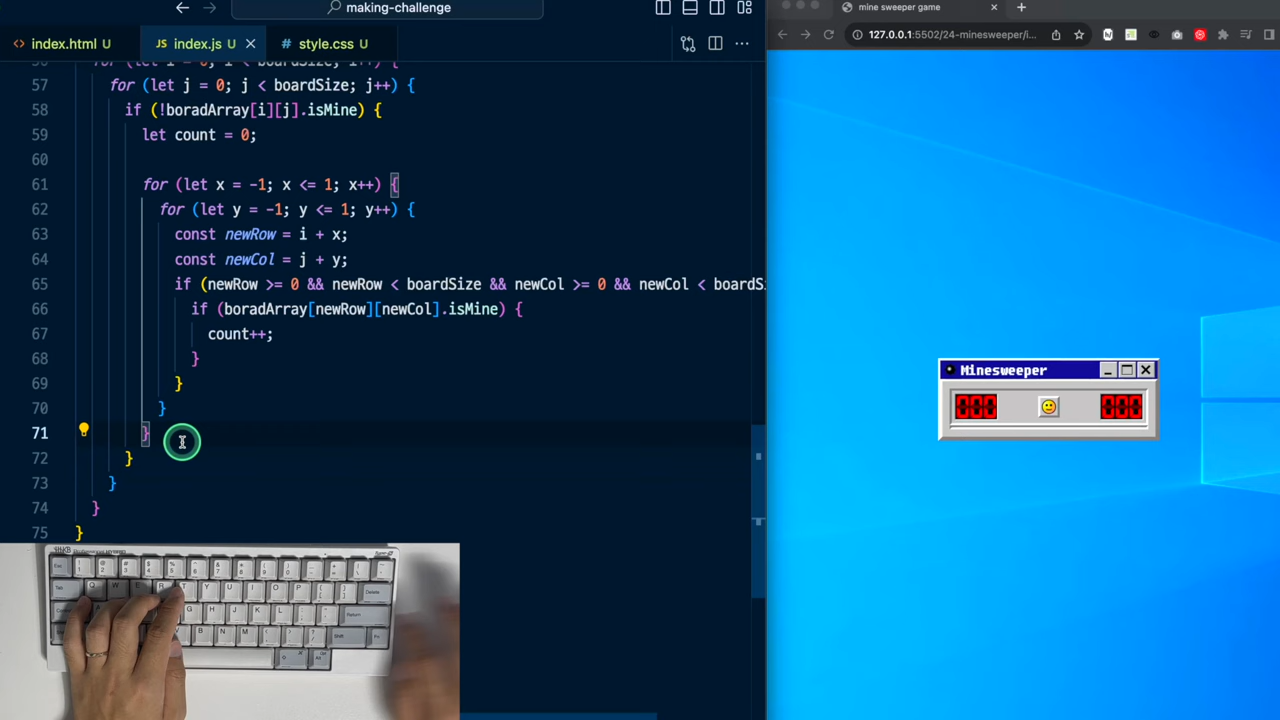 making-challenge
index.html U
JS index.js U
style.css U
mine sweeper game
127.0.0.1:5502/24-minesweeper/i...
57 for (let j = 0; j < boardSize; j++) {
58 if (!boradArray[i][j].isMine) {
59 let count = 0;
60
61 for (let x = -1; x <= 1; x++) {
62 for (let y = -1; y <= 1; y++) {
63 const newRow = i + x;
64 const newCol = j + y;
65 if (newRow >= 0 && newRow < boardSize && newCol >= 0 && newCol < boardS
66 if (boradArray[newRow][newCol].isMine) {
67 count++;
68 }
69 }
70 }
71 }
72 }
73 }
74 }
75 }
Minesweeper
000
000